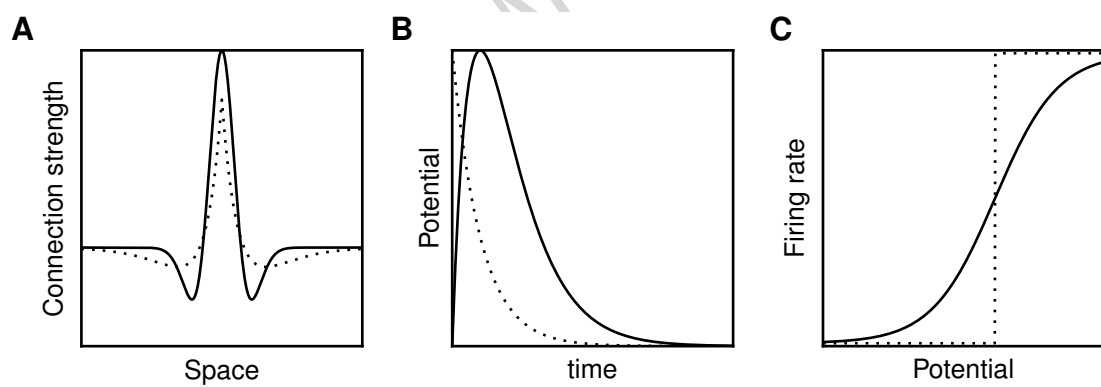 A
B
C
Connection strength
Space
Potential
time
Firing rate
Potential